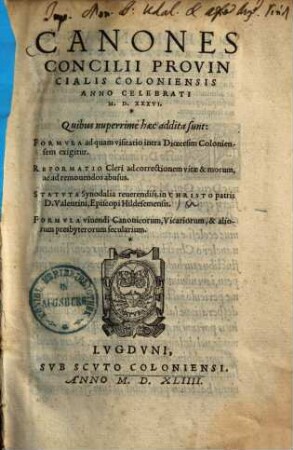 CANONES
CONCILII PROVIN
CIALIS COLONIENSIS
ANNO CELEBRATI
M. D. XXXVI.
Quibus nuperrime hæc addita sunt:
FORMVLA ad quam visitatio intra Diœcesim Colonien-
sem exigitur.
REFORMATIO Cleri ad correctionem vitæ & morum,
ac ad remouendos abusus.
STATVTA Synodalia reuerendiss. in CHRISTO patris
D. Valentini, Episcopi Hildesemensis.
FORMVLA viuendi Canonicorum, Vicariorum, & alio-
rum presbyterorum secularium.
AVGSBVRG
LVGDVNI,
SVB SCVTO COLONIENSI.
ANNO M. D. XLIIII.